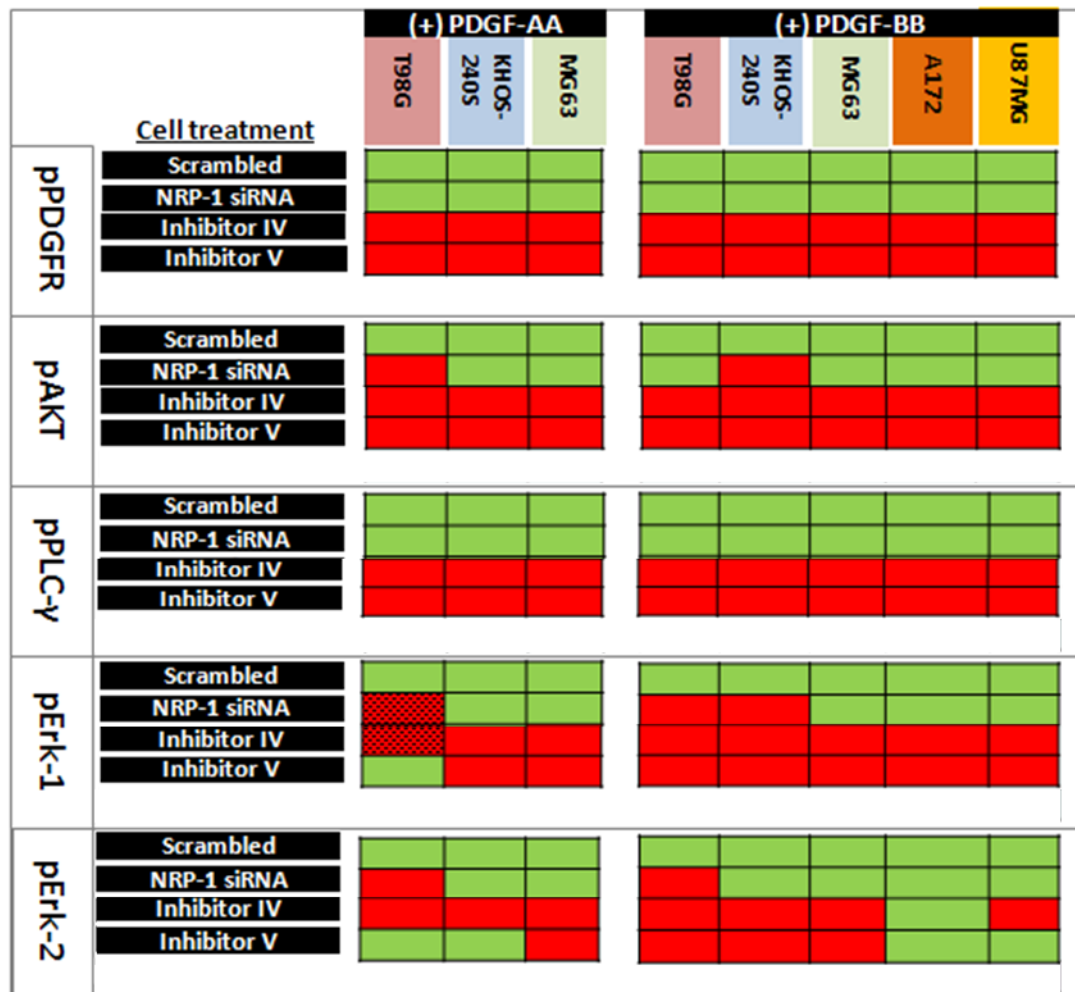 (+) PDGF-AA
(+) PDGF-BB
T98G
KHOS-
240S
MG63
T98G
KHOS-
240S
MG63
A172
U87MG
Cell treatment
pPDGFR
Scrambled
NRP-1 siRNA
Inhibitor IV
Inhibitor V
pAKT
Scrambled
NRP-1 siRNA
Inhibitor IV
Inhibitor V
pPLC-γ
Scrambled
NRP-1 siRNA
Inhibitor IV
Inhibitor V
pErk-1
Scrambled
NRP-1 siRNA
Inhibitor IV
Inhibitor V
pErk-2
Scrambled
NRP-1 siRNA
Inhibitor IV
Inhibitor V